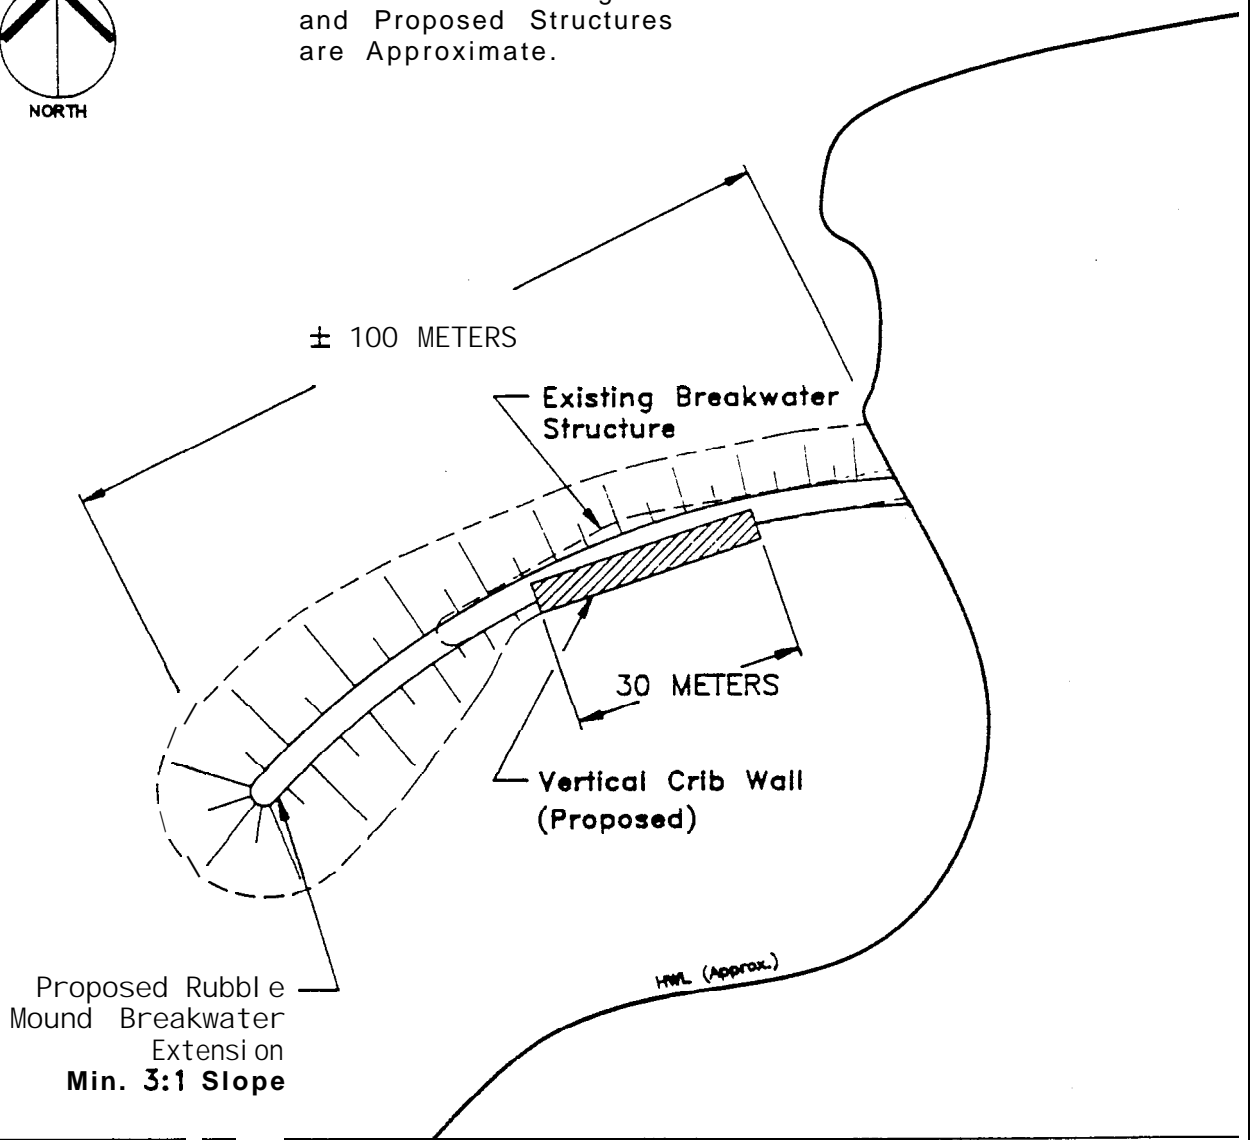 and Proposed Structures
are Approximate.
NORTH
± 100 METERS
Existing Breakwater
Structure
30 METERS
Vertical Crib Wall
(Proposed)
HWL (Approx.)
Proposed Rubble
Mound Breakwater
Extension
Min. 3:1 Slope